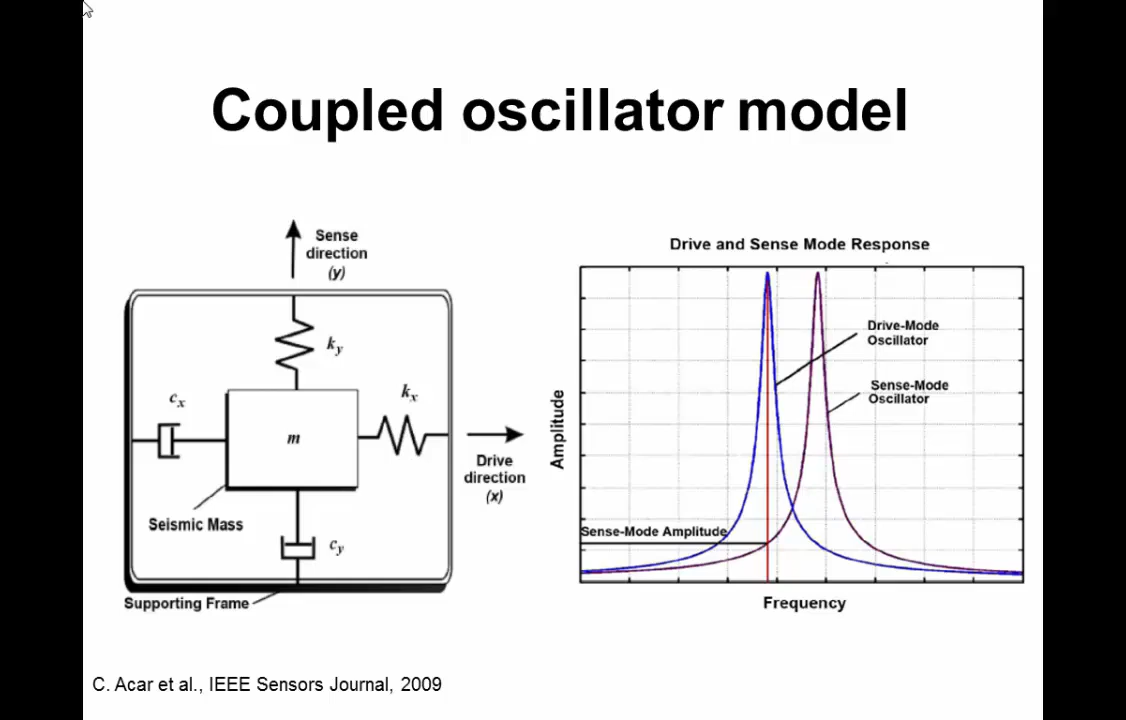 Coupled oscillator model
Sense
direction
(y)
k_y
c_x
k_x
m
Drive
direction
(x)
Seismic Mass
c_y
Supporting Frame
Drive and Sense Mode Response
Drive-Mode
Oscillator
Sense-Mode
Oscillator
Amplitude
Sense-Mode Amplitude
Frequency
C. Acar et al., IEEE Sensors Journal, 2009